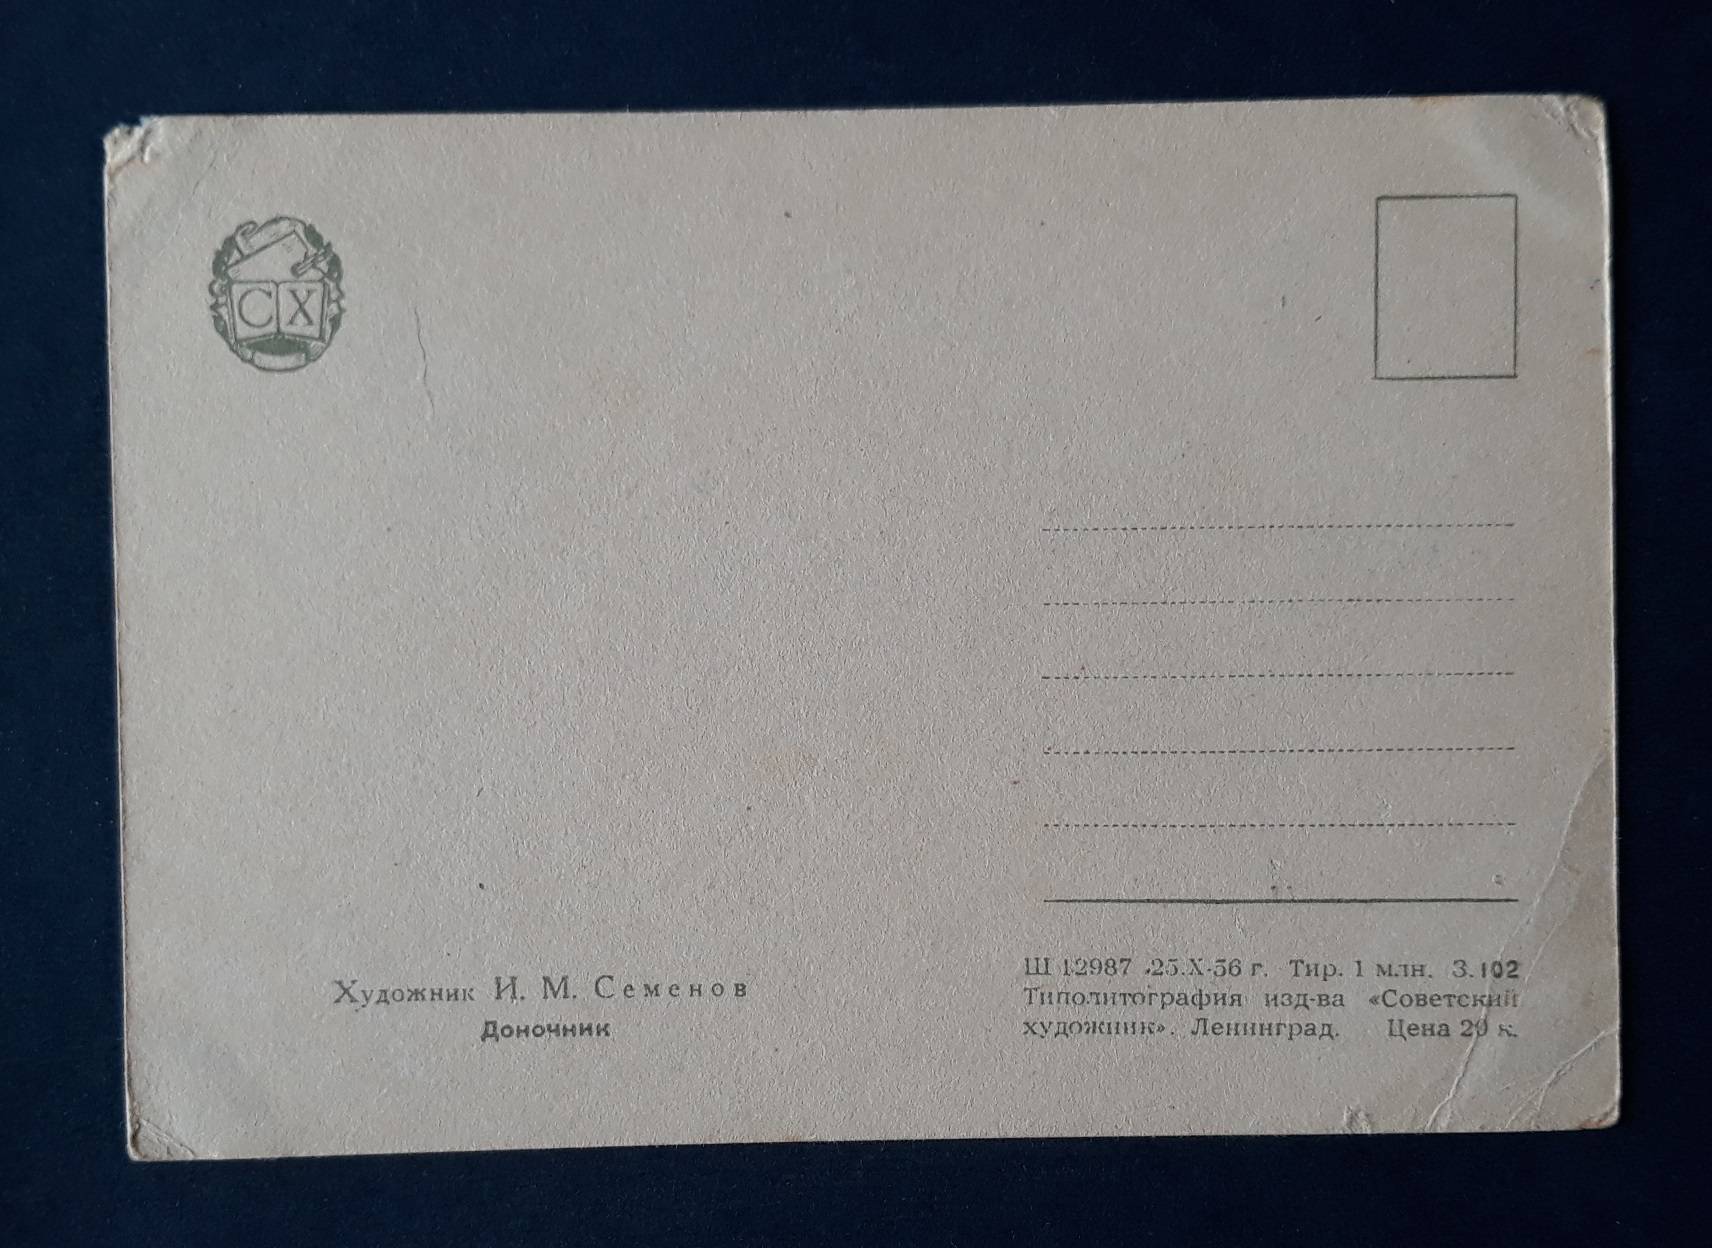 СХ
Художник И. М. Семенов
Доночник
Ш 12987 25.X-56 г. Тир. 1 млн. З. 102
Типолитография изд-ва «Советский
художник». Ленинград. Цена 20 к.